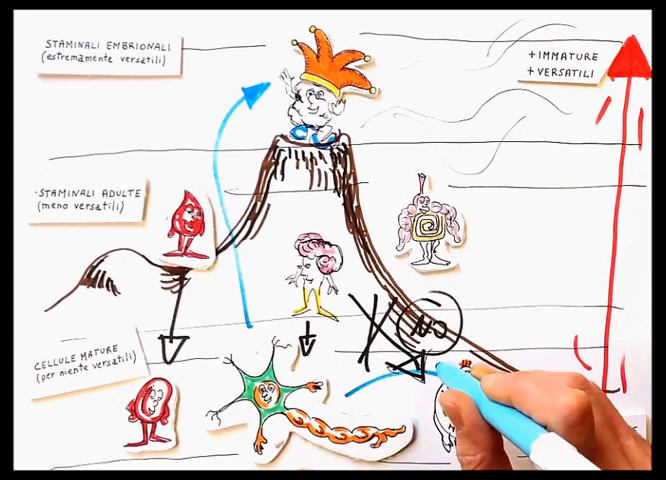 STAMINALI EMBRIONALI
(estremamente versatili)
+ IMMATURE
+ VERSATILI
STAMINALI ADULTE
(meno versatili)
NO
CELLULE MATURE
(per niente versatili)